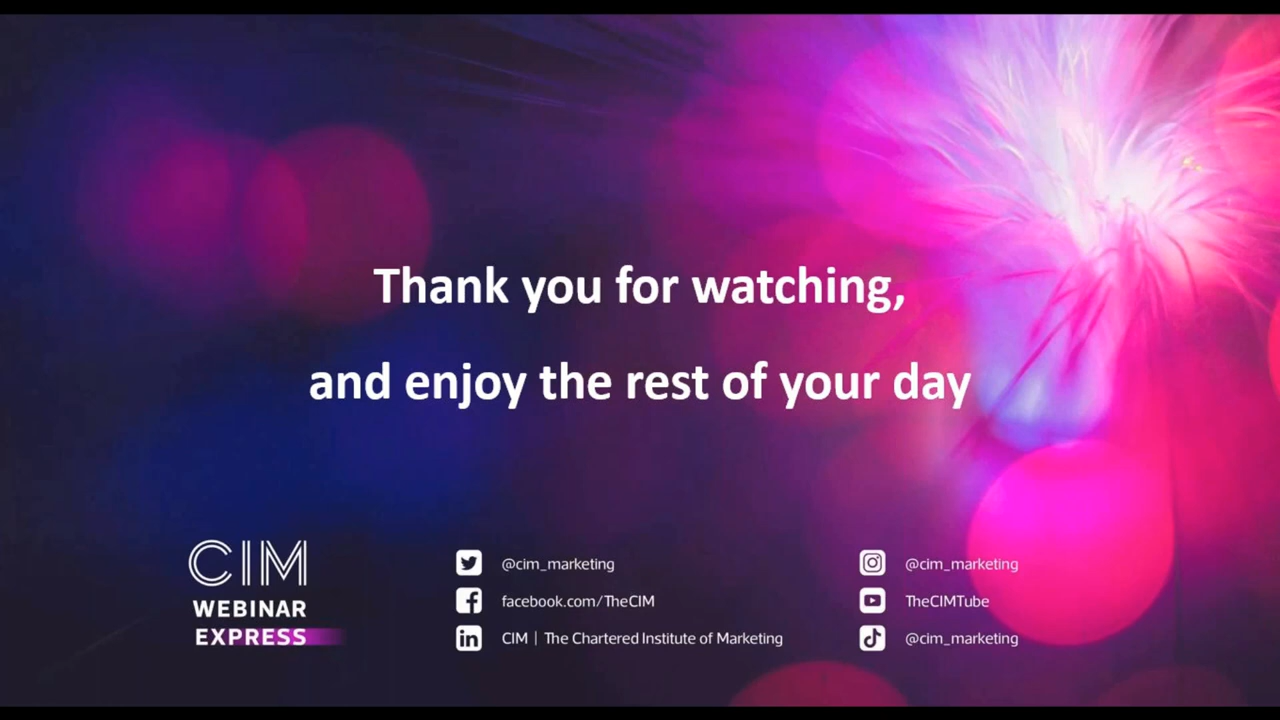 Thank you for watching,
and enjoy the rest of your day
CIM
WEBINAR
EXPRESS
@cim_marketing
facebook.com/TheCIM
CIM | The Chartered Institute of Marketing
@cim_marketing
TheCIMTube
@cim_marketing